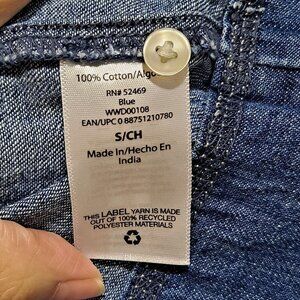 100% Cotton/Algo
RN# 52469
Blue
WWD00108
EAN/UPC 0 88751210780
S/CH
Made In/Hecho En
India
THIS LABEL YARN IS MADE
OUT OF 100% RECYCLED
POLYESTER MATERIALS